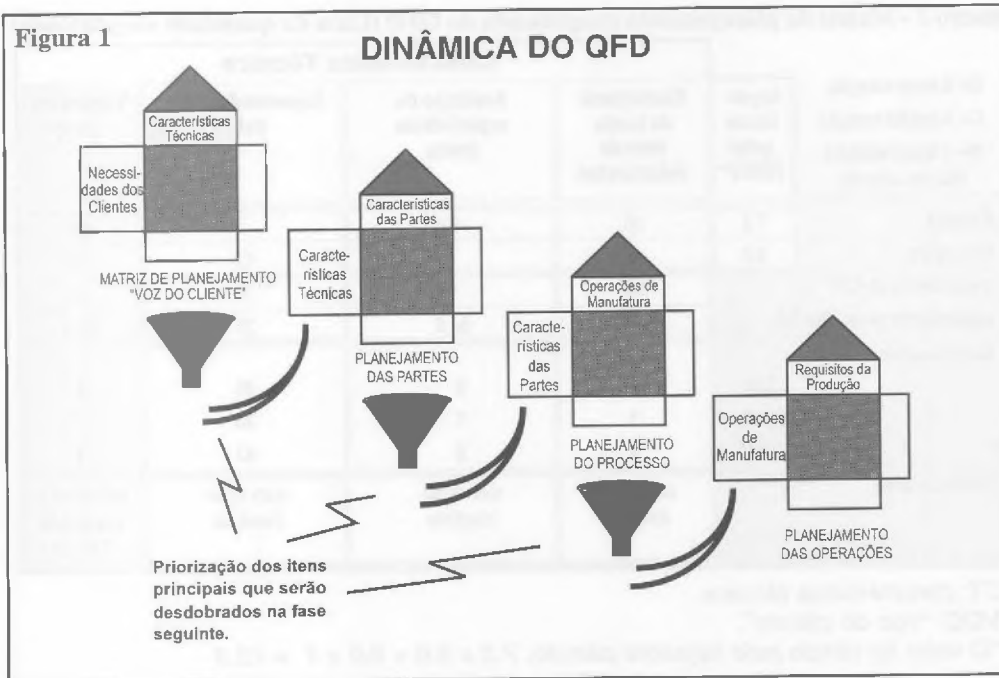 Figura 1
DINÂMICA DO QFD
Características
Técnicas
Necessi-
dades dos
Clientes
MATRIZ DE PLANEJAMENTO
"VOZ DO CLIENTE"
Características
das Partes
Caracte-
rísticas
Técnicas
PLANEJAMENTO
DAS PARTES
Operações de
Manufatura
Caracte-
rísticas
das
Partes
PLANEJAMENTO
DO PROCESSO
Requisitos da
Produção
Operações
de
Manufatura
PLANEJAMENTO
DAS OPERAÇÕES
Priorização dos itens
principais que serão
desdobrados na fase
seguinte.